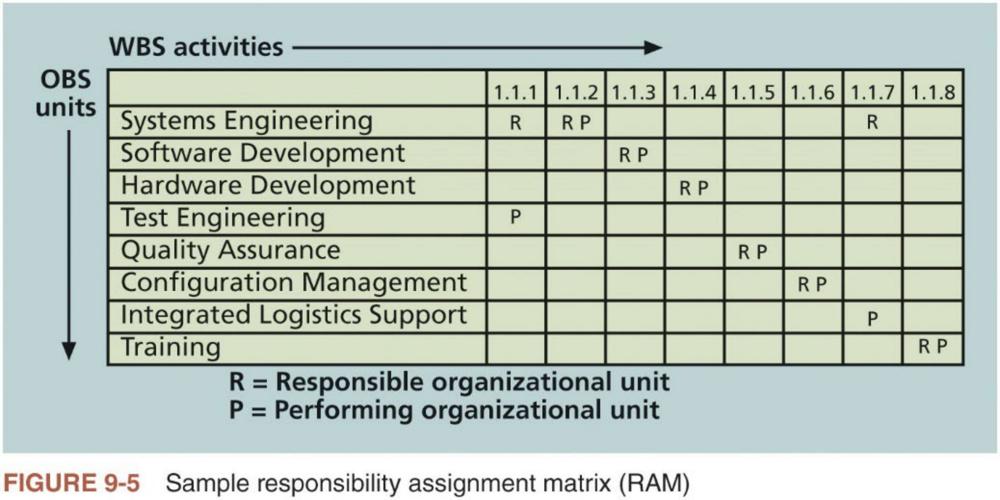 WBS activities
OBS
units
1.1.1 1.1.2 1.1.3 1.1.4 1.1.5 1.1.6 1.1.7 1.1.8
Systems Engineering R R P R
Software Development R P
Hardware Development R P
Test Engineering P
Quality Assurance R P
Configuration Management R P
Integrated Logistics Support P
Training R P
R = Responsible organizational unit
P = Performing organizational unit
FIGURE 9-5 Sample responsibility assignment matrix (RAM)